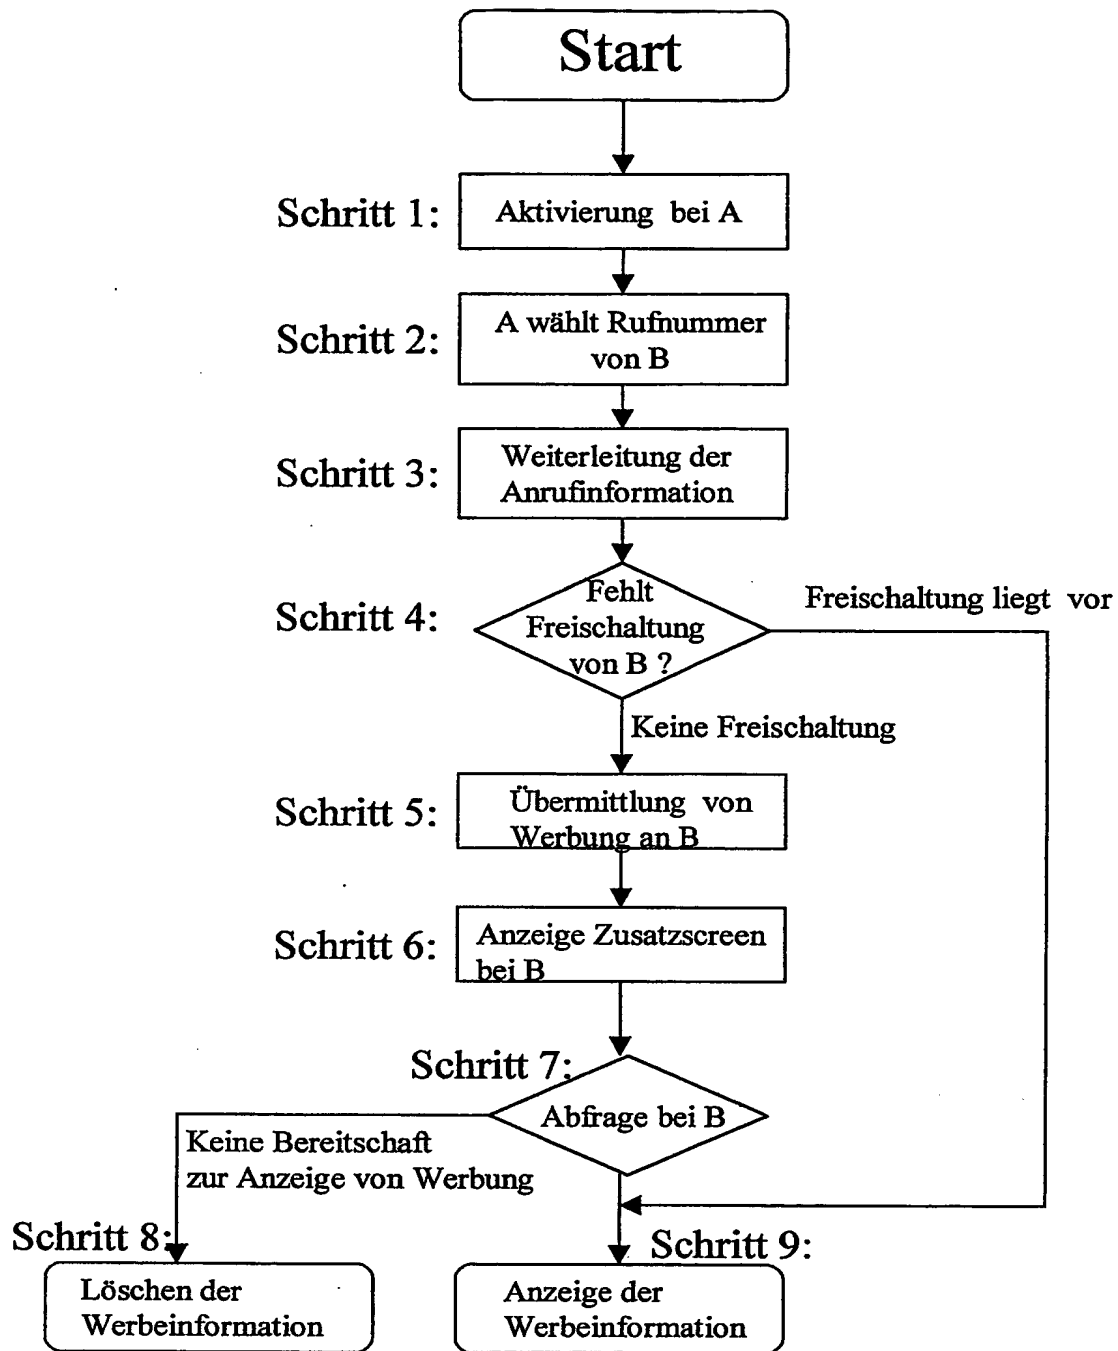 Start
Schritt 1:
Aktivierung bei A
Schritt 2:
A wählt Rufnummer
von B
Schritt 3:
Weiterleitung der
Anrufinformation
Schritt 4:
Fehlt
Freischaltung
von B ?
Freischaltung liegt vor
Keine Freischaltung
Schritt 5:
Übermittlung von
Werbung an B
Schritt 6:
Anzeige Zusatzscreen
bei B
Schritt 7:
Abfrage bei B
Keine Bereitschaft
zur Anzeige von Werbung
Schritt 8:
Löschen der
Werbeinformation
Schritt 9:
Anzeige der
Werbeinformation